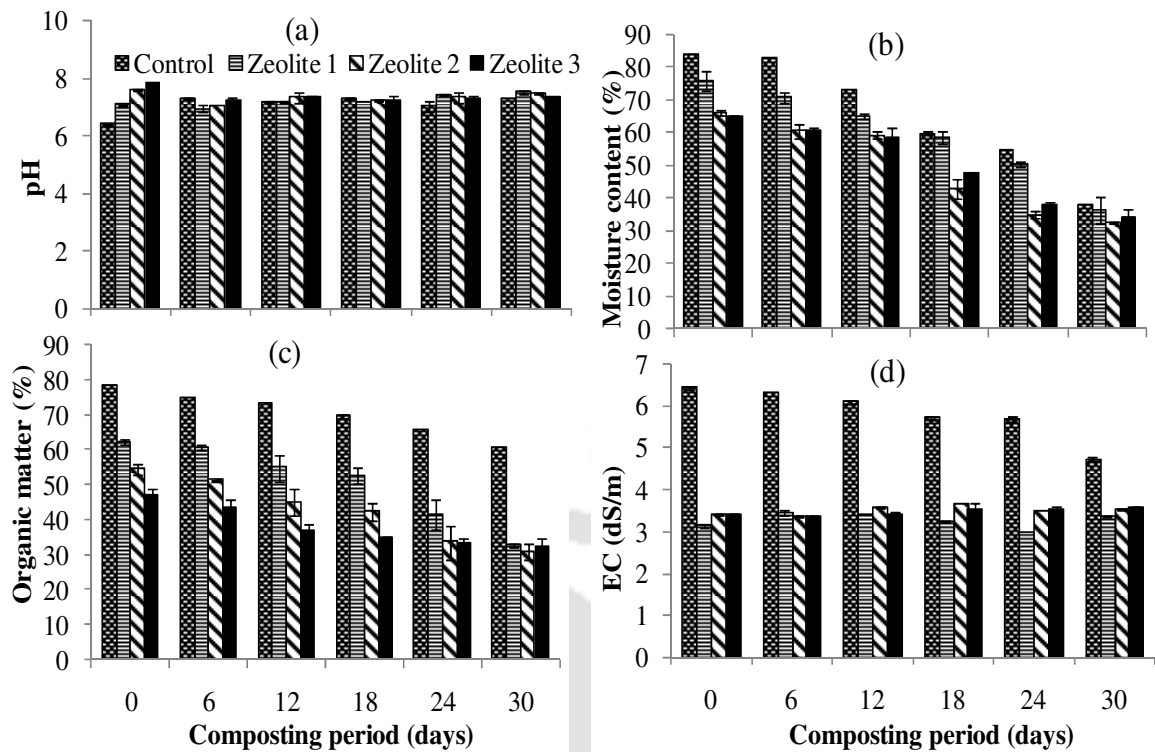 (a)
Control Zeolite 1 Zeolite 2 Zeolite 3
10
8
6
4
2
0
pH
(b)
90
80
70
60
50
40
30
20
10
0
Moisture content (%)
(c)
90
80
70
60
50
40
30
20
10
0
Organic matter (%)
0 6 12 18 24 30
Composting period (days)
(d)
7
6
5
4
3
2
1
0
EC (dS/m)
0 6 12 18 24 30
Composting period (days)